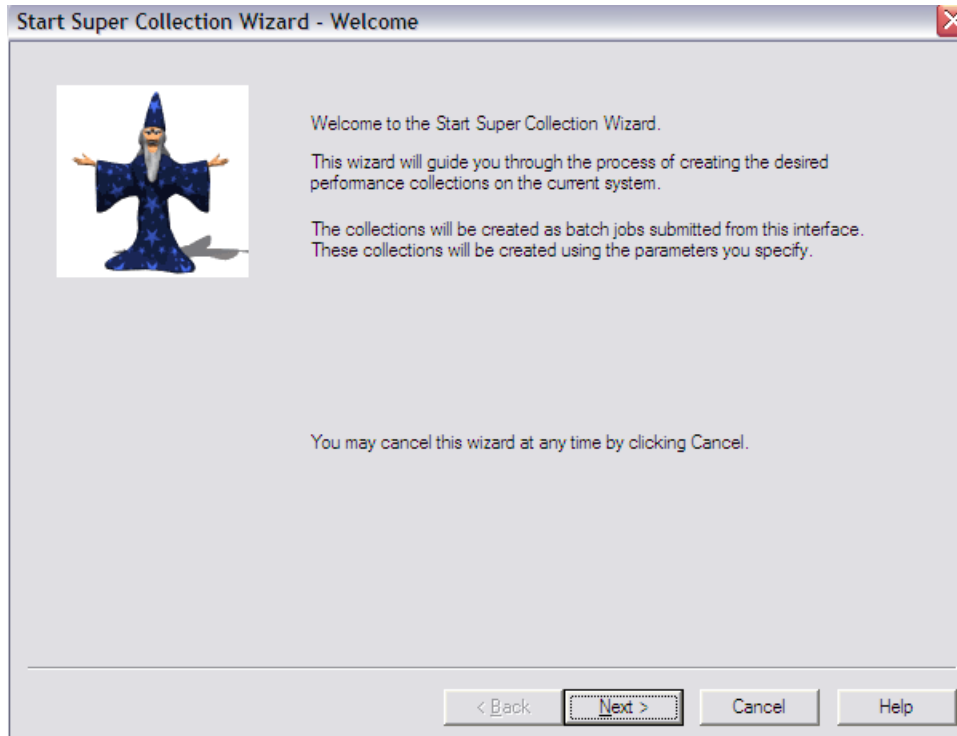 Start Super Collection Wizard - Welcome
Welcome to the Start Super Collection Wizard.
This wizard will guide you through the process of creating the desired
performance collections on the current system.
The collections will be created as batch jobs submitted from this interface.
These collections will be created using the parameters you specify.
You may cancel this wizard at any time by clicking Cancel.
< Back Next > Cancel Help